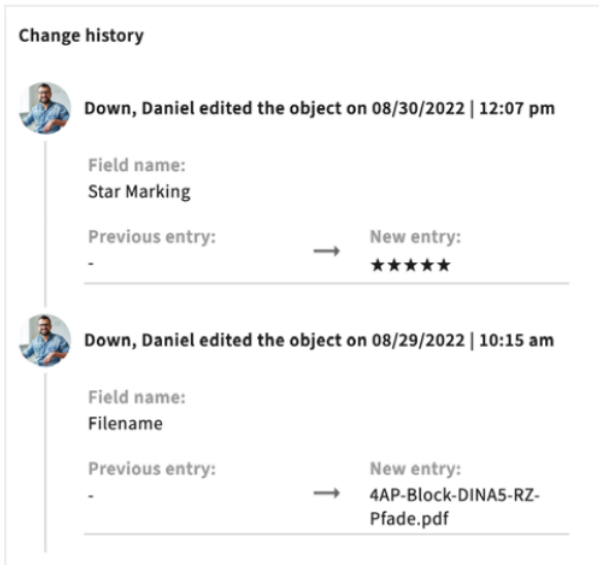 Change history
Down, Daniel edited the object on 08/30/2022 | 12:07 pm
Field name:
Star Marking
Previous entry:
-
→
New entry:
★★★★★
Down, Daniel edited the object on 08/29/2022 | 10:15 am
Field name:
Filename
Previous entry:
-
→
New entry:
4AP-Block-DINA5-RZ-
Pfade.pdf